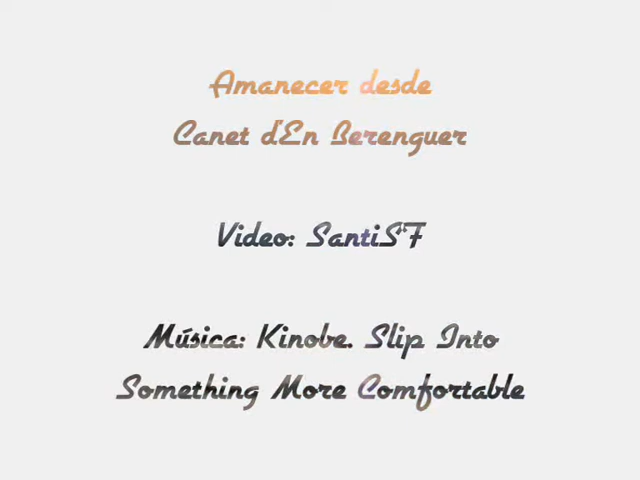 Amanecer desde
Canet d'En Berenguer
Video: SantiSF
Música: Kinobe. Slip Into
Something More Comfortable